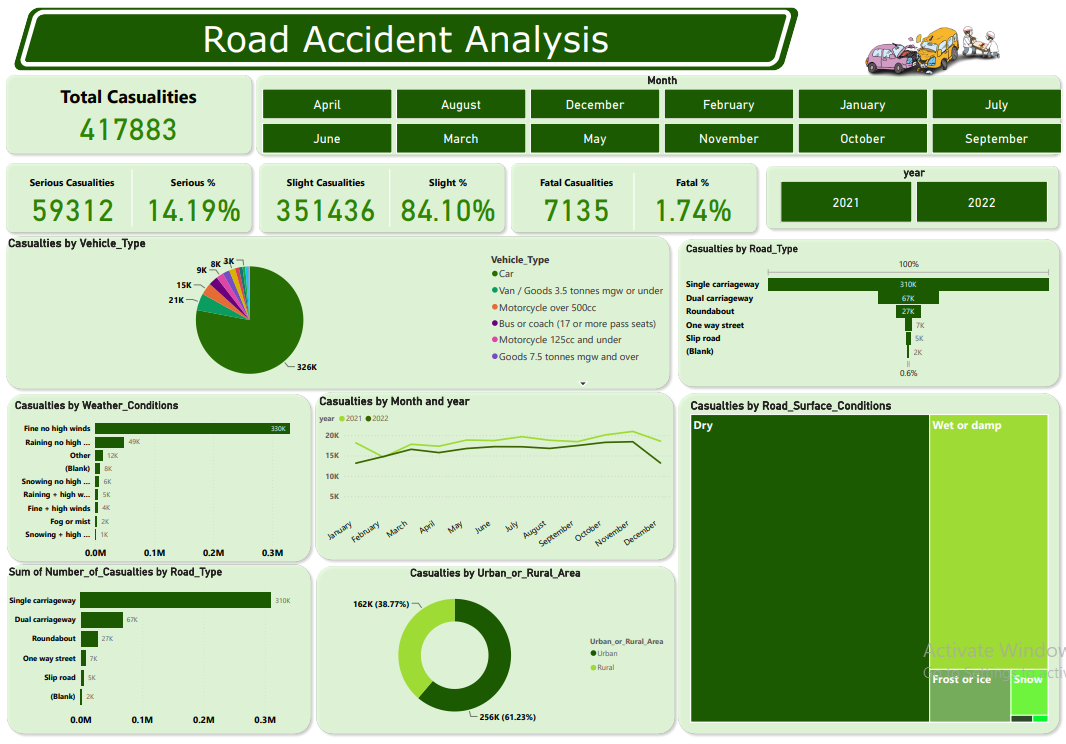 Road Accident Analysis
Total Casualities
417883
Month
April
August
December
February
January
July
June
March
May
November
October
September
Serious Casualities
59312
Serious %
14.19%
Slight Casualities
351436
Slight %
84.10%
Fatal Casualities
7135
Fatal %
1.74%
year
2021
2022
Casualties by Vehicle_Type
3K
8K
9K
15K
21K
326K
Vehicle_Type
Car
Van / Goods 3.5 tonnes mgw or under
Motorcycle over 500cc
Bus or coach (17 or more pass seats)
Motorcycle 125cc and under
Goods 7.5 tonnes mgw and over
Casualties by Road_Type
100%
Single carriageway 310K
Dual carriageway 67K
Roundabout 27K
One way street 7K
Slip road 5K
(Blank) 2K
0.6%
Casualties by Weather_Conditions
Fine no high winds 330K
Raining no high ... 49K
Other 12K
(Blank) 8K
Snowing no high ... 6K
Raining + high w... 5K
Fine + high winds 4K
Fog or mist 2K
Snowing + high ... 1K
0.0M 0.1M 0.2M 0.3M
Casualties by Month and year
year 2021 2022
20K
15K
10K
5K
January February March April May June July August September October November December
Casualties by Road_Surface_Conditions
Dry
Wet or damp
Frost or ice
Snow
Sum of Number_of_Casualties by Road_Type
Single carriageway 310K
Dual carriageway 67K
Roundabout 27K
One way street 7K
Slip road 5K
(Blank) 2K
0.0M 0.1M 0.2M 0.3M
Casualties by Urban_or_Rural_Area
162K (38.77%)
256K (61.23%)
Urban_or_Rural_Area
Urban
Rural
Activate Window